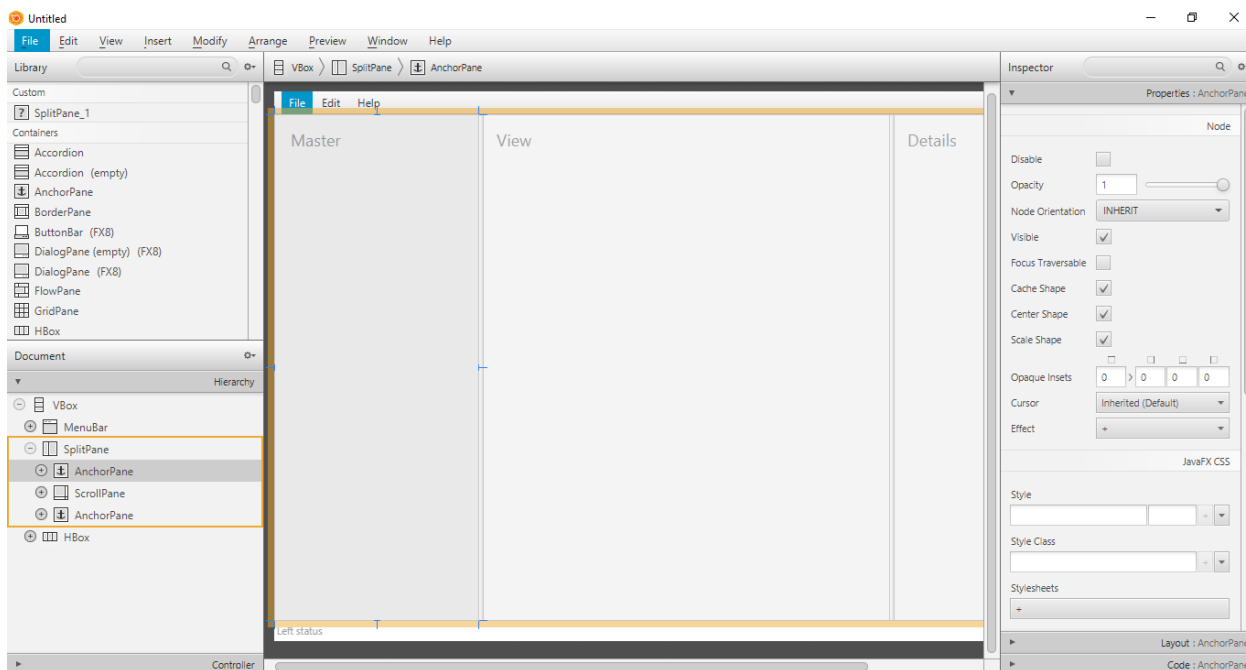 Untitled
File Edit View Insert Modify Arrange Preview Window Help
Library
VBox SplitPane AnchorPane
Inspector
Custom
? SplitPane_1
Containers
Accordion
Accordion (empty)
AnchorPane
BorderPane
ButtonBar (FX8)
DialogPane (empty) (FX8)
DialogPane (FX8)
FlowPane
GridPane
HBox
Document
Hierarchy
VBox
MenuBar
SplitPane
AnchorPane
ScrollPane
AnchorPane
HBox
Controller
File Edit Help
Master
View
Details
Left status
Properties : AnchorPane
Node
Disable
Opacity 1
Node Orientation INHERIT
Visible
Focus Traversable
Cache Shape
Center Shape
Scale Shape
Opaque Insets 0 0 0 0
Cursor Inherited (Default)
Effect +
JavaFX CSS
Style
+
Style Class
+
Stylesheets
+
Layout : AnchorPane
Code : AnchorPane